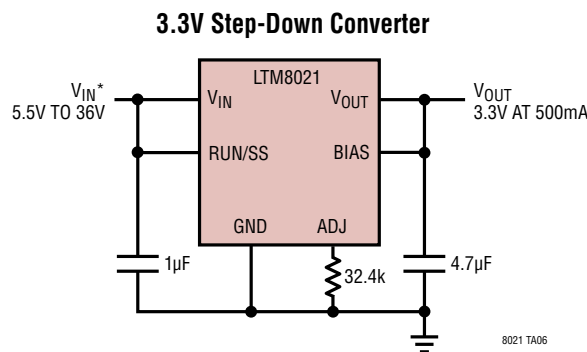 3.3V Step-Down Converter
LTM8021
VIN*
5.5V TO 36V
VIN
VOUT
VOUT
3.3V AT 500mA
RUN/SS
BIAS
GND
ADJ
1µF
32.4k
4.7µF
8021 TA06